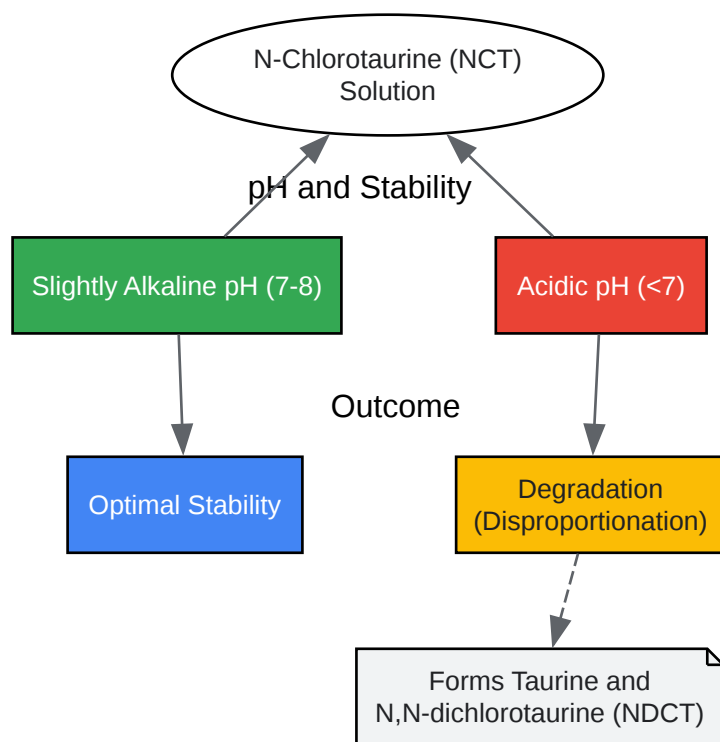 N-Chlorotaurine (NCT)
Solution
pH and Stability
Slightly Alkaline pH (7-8)
Acidic pH (<7)
Outcome
Optimal Stability
Degradation
(Disproportionation)
Forms Taurine and
N,N-dichlorotaurine (NDCT)